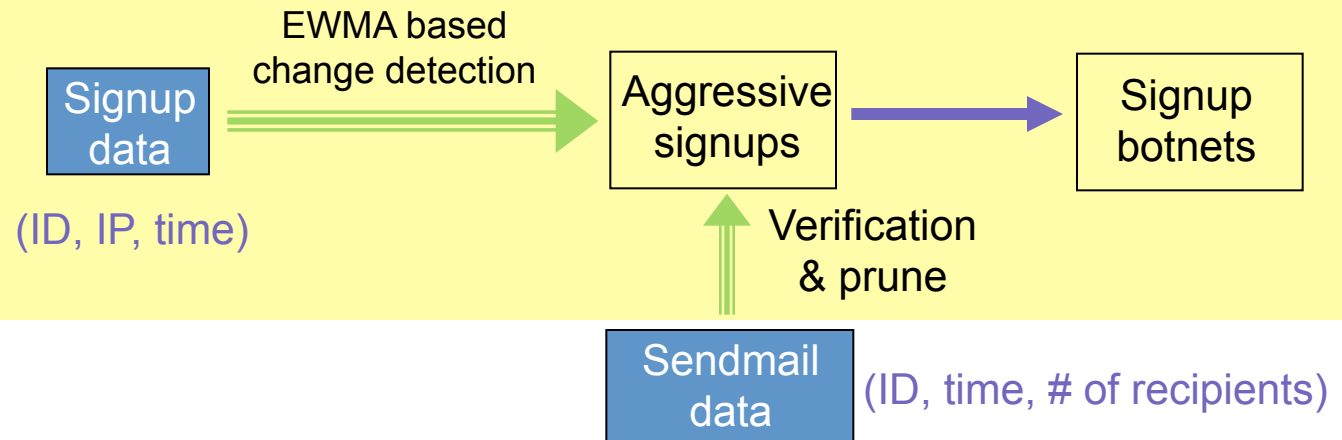 EWMA based
change detection
Signup
data
Aggressive
signups
Signup
botnets
(ID, IP, time)
Verification
& prune
Sendmail
data
(ID, time, # of recipients)